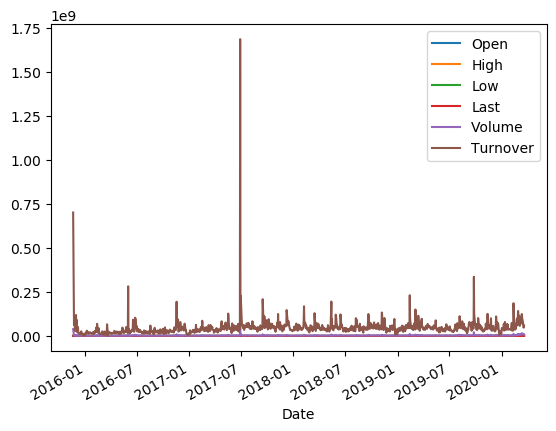 1e9
1.75
1.50
1.25
1.00
0.75
0.50
0.25
0.00
Open
High
Low
Last
Volume
Turnover
2016-01
2016-07
2017-01
2017-07
2018-01
2018-07
2019-01
2019-07
2020-01
Date